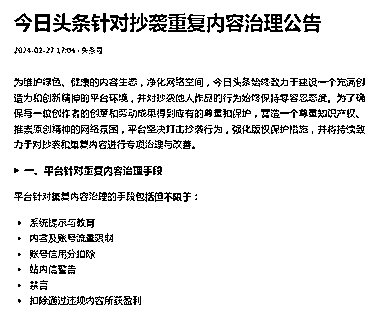 今日头条针对抄袭重复内容治理公告
2024-02-27 17:04 · 头条号
为维护绿色、健康的内容生态，净化网络空间，今日头条始终致力于建设一个充满创
造力和创新精神的平台环境，并对抄袭他人作品的行为始终保持零容忍态度。为了确
保每一位创作者的创意和劳动成果得到应有的尊重和保护，营造一个尊重知识产权、
推崇原创精神的网络氛围，平台坚决打击抄袭行为，强化版权保护措施，并将持续致
力于对抄袭和重复内容进行专项治理与改善。
▸ 一、平台针对重复内容治理手段
平台针对重复内容治理的手段包括但不限于：
• 系统提示与教育
• 内容及账号流量限制
• 账号信用分扣除
• 站内信警告
• 禁言
• 扣除通过违规内容所获盈利